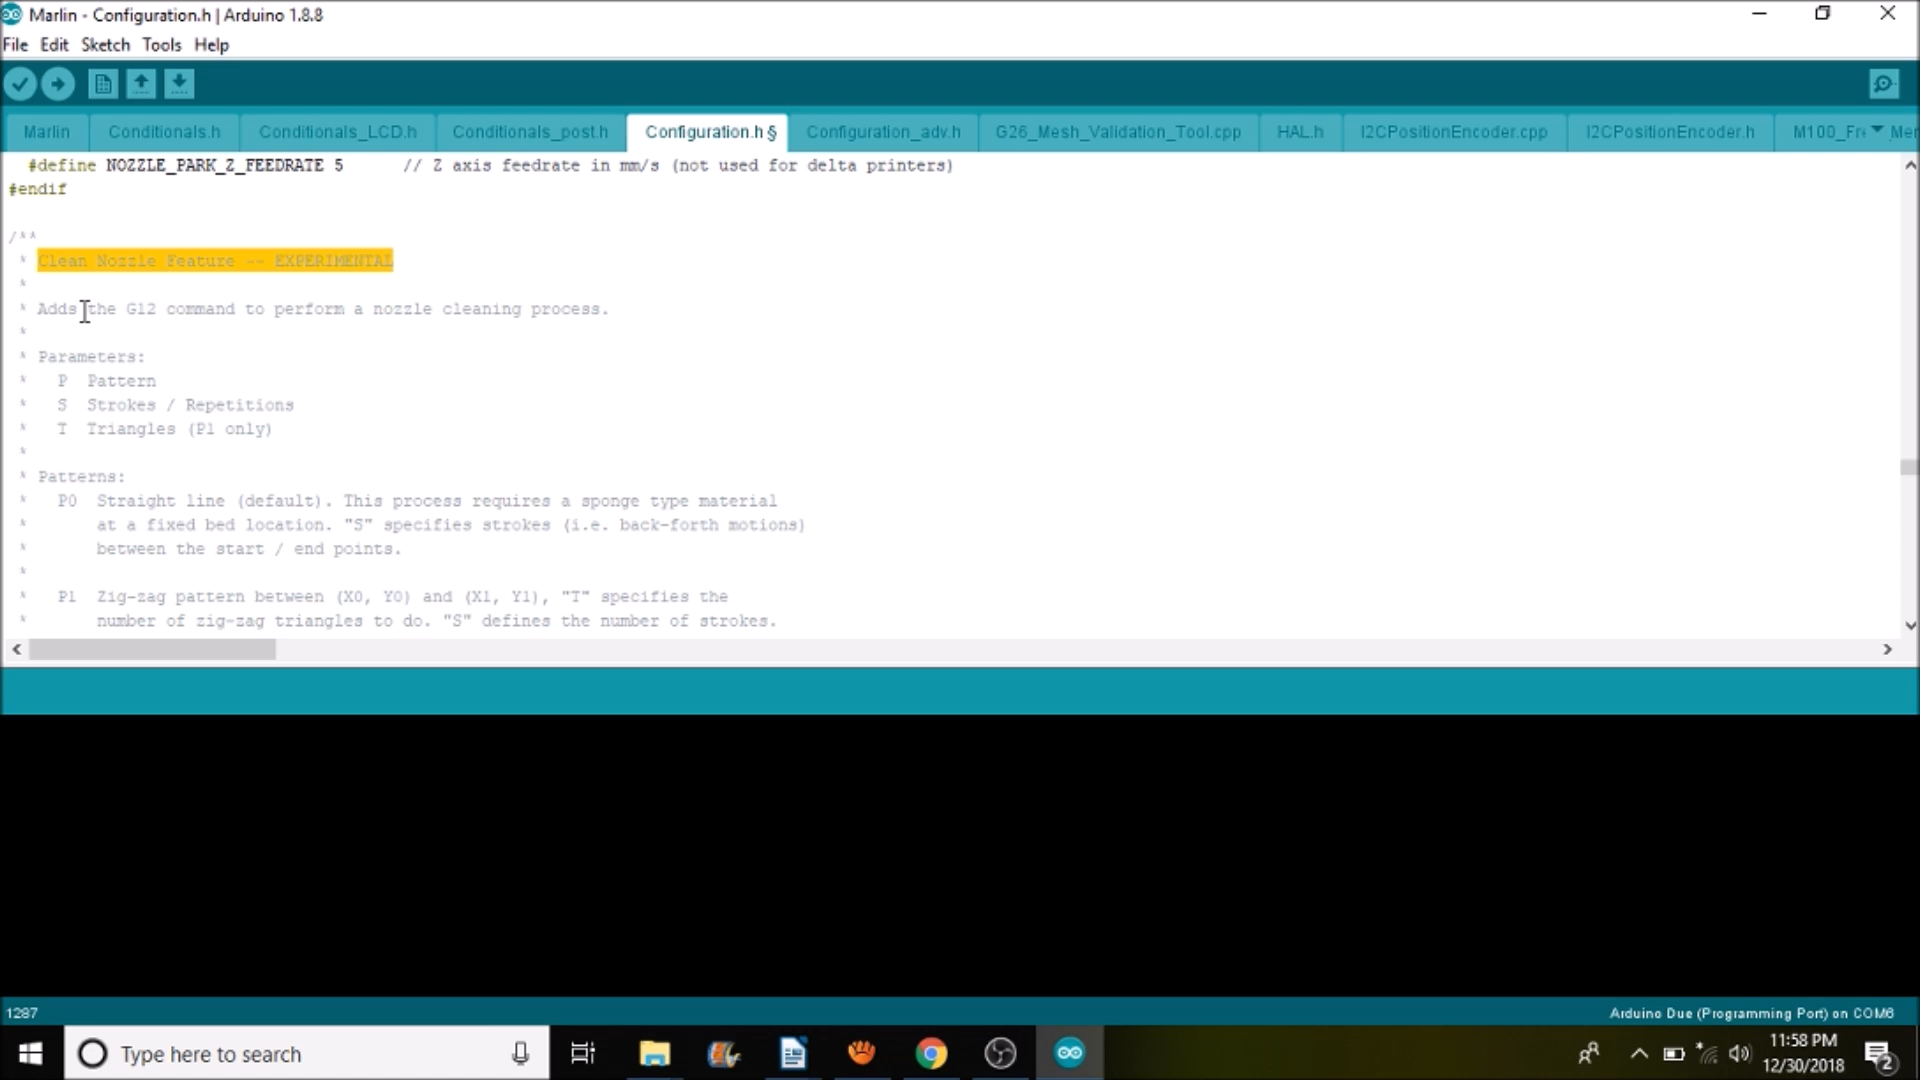 Marlin - Configuration.h | Arduino 1.8.8
File Edit Sketch Tools Help
Marlin Conditionals.h Conditionals_LCD.h Conditionals_post.h Configuration.h § Configuration_adv.h G26_Mesh_Validation_Tool.cpp HAL.h I2CPositionEncoder.cpp I2CPositionEncoder.h M100_Fr Mer
#define NOZZLE_PARK_Z_FEEDRATE 5 // Z axis feedrate in mm/s (not used for delta printers)
#endif
/**
* Clean Nozzle Feature -- EXPERIMENTAL
*
* Adds the G12 command to perform a nozzle cleaning process.
*
* Parameters:
* P Pattern
* S Strokes / Repetitions
* T Triangles (P1 only)
*
* Patterns:
* P0 Straight line (default). This process requires a sponge type material
* at a fixed bed location. "S" specifies strokes (i.e. back-forth motions)
* between the start / end points.
*
* P1 Zig-zag pattern between (X0, Y0) and (X1, Y1), "T" specifies the
* number of zig-zag triangles to do. "S" defines the number of strokes.
1287 Arduino Due (Programming Port) on COM6
Type here to search
11:58 PM
12/30/2018
2